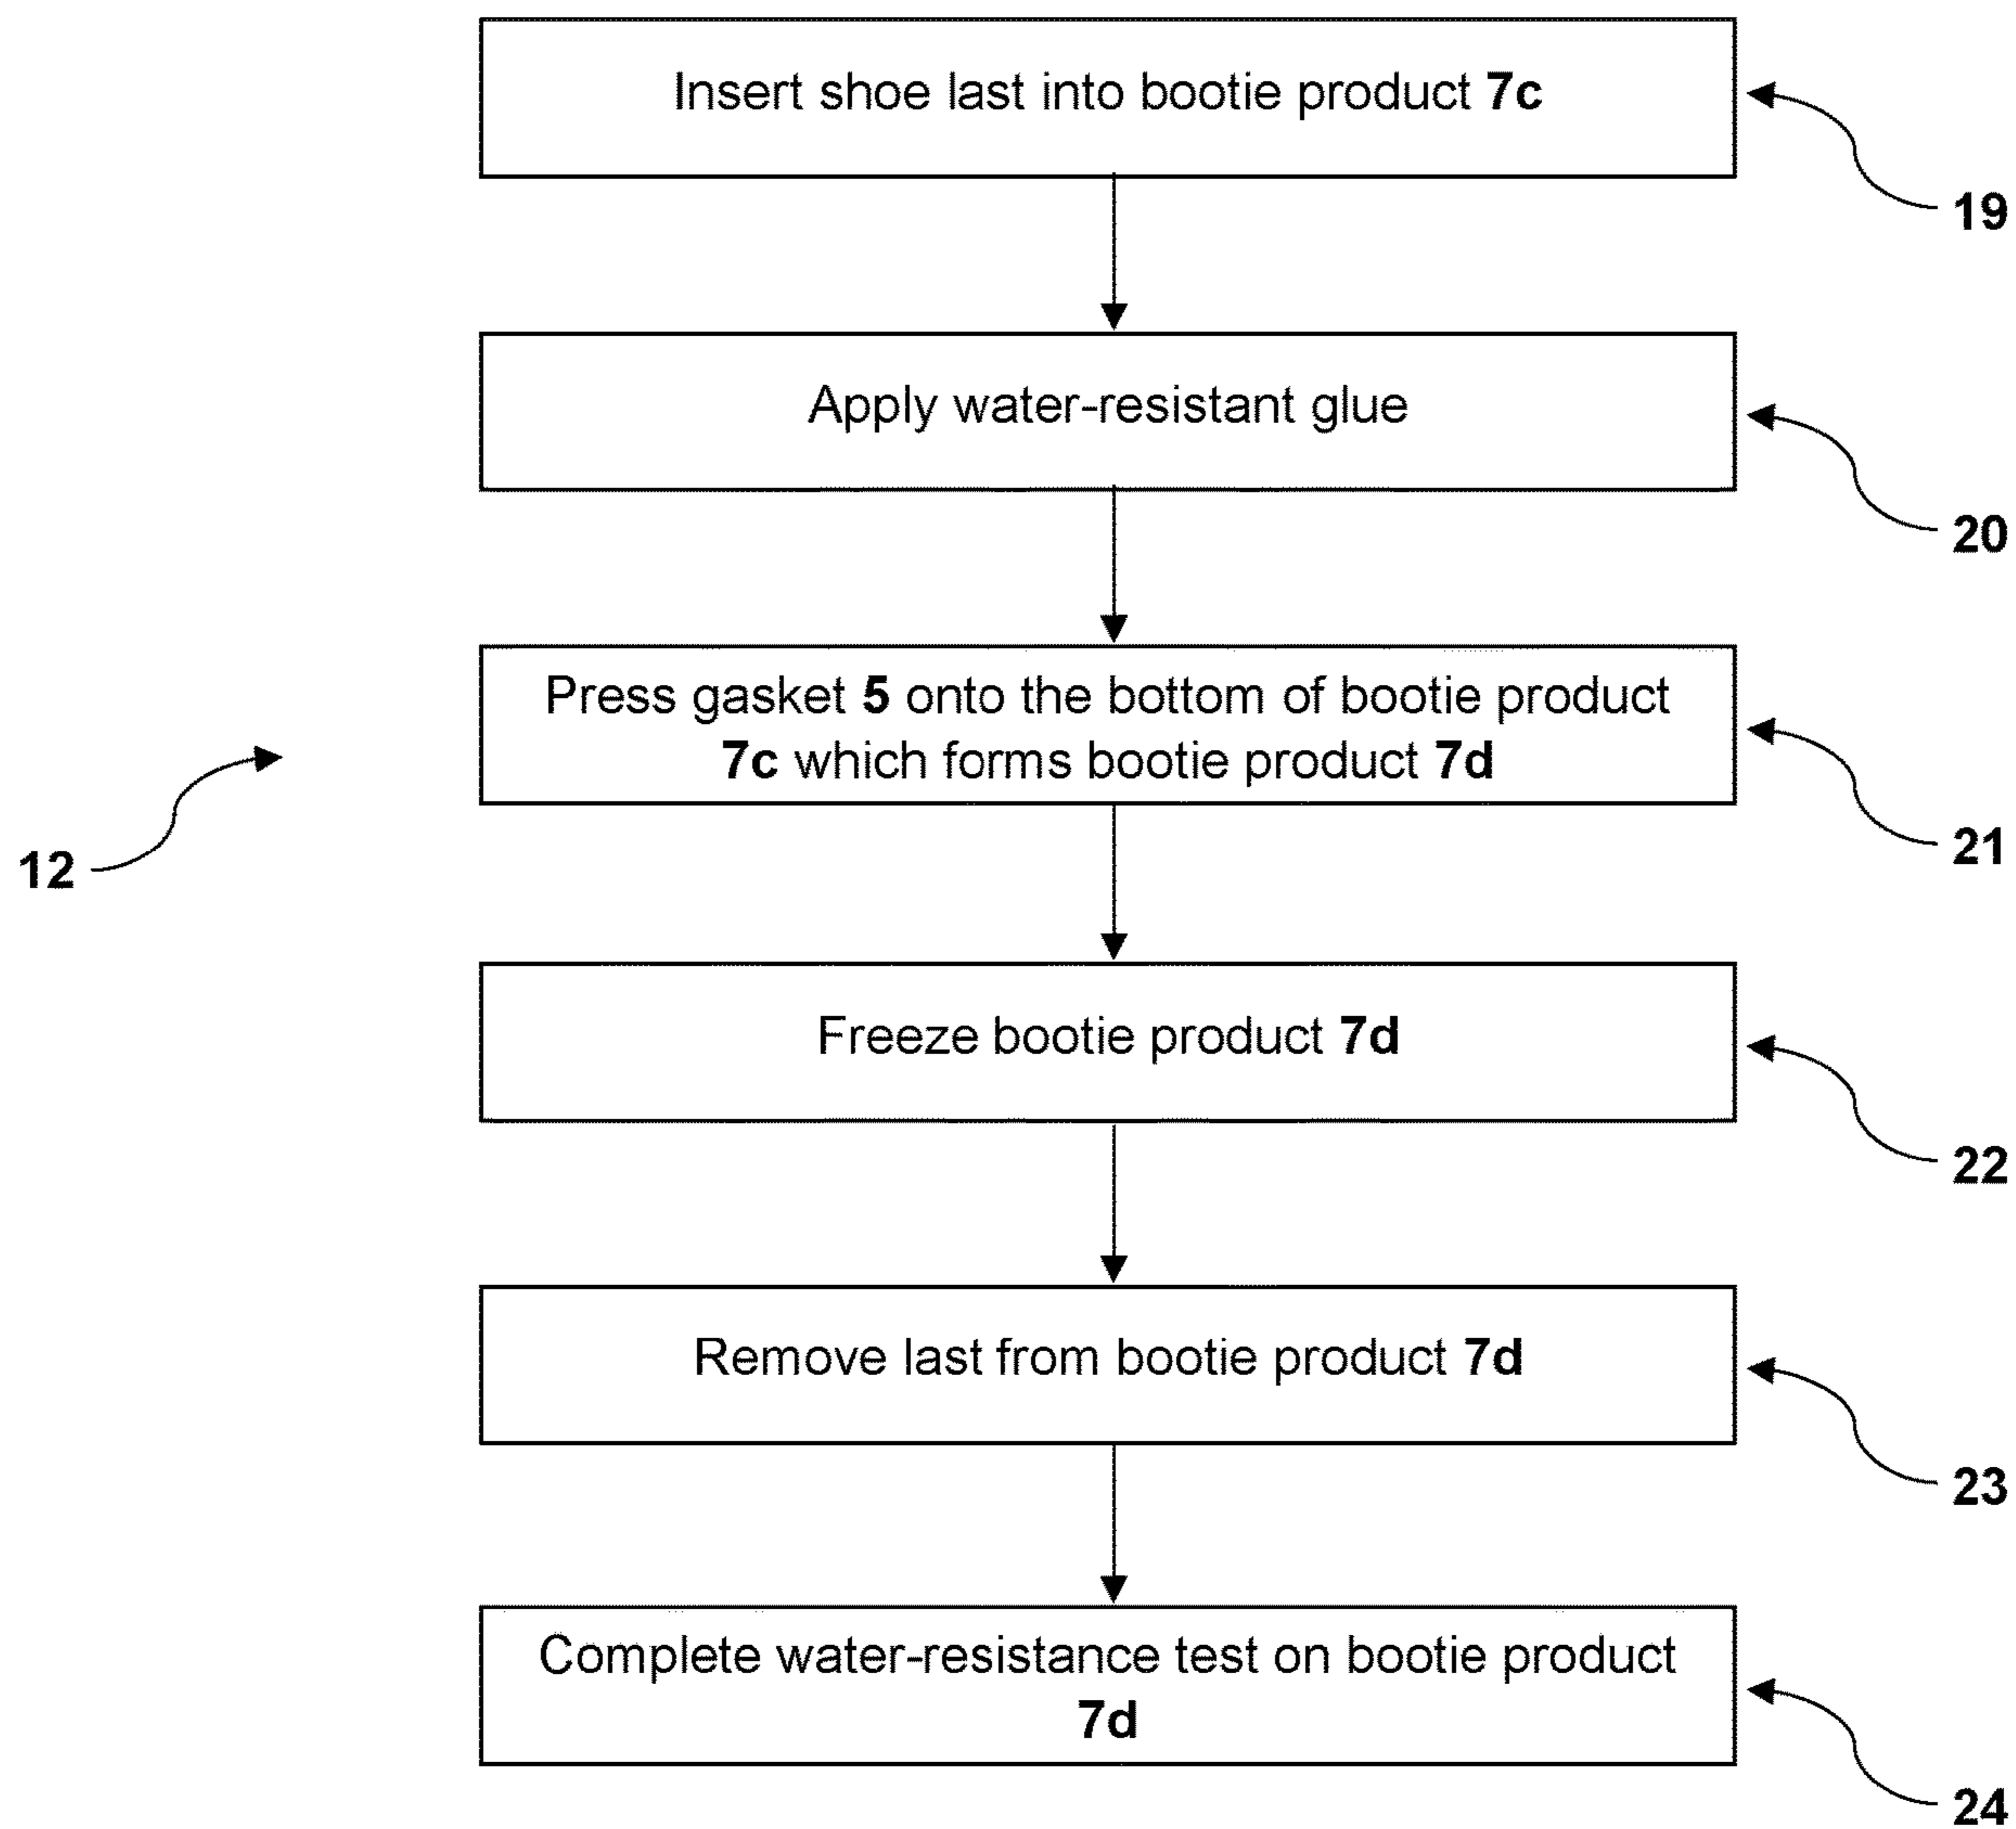 Insert shoe last into bootie product 7c
19
Apply water-resistant glue
20
Press gasket 5 onto the bottom of bootie product
7c which forms bootie product 7d
21
12
Freeze bootie product 7d
22
Remove last from bootie product 7d
23
Complete water-resistance test on bootie product
7d
24